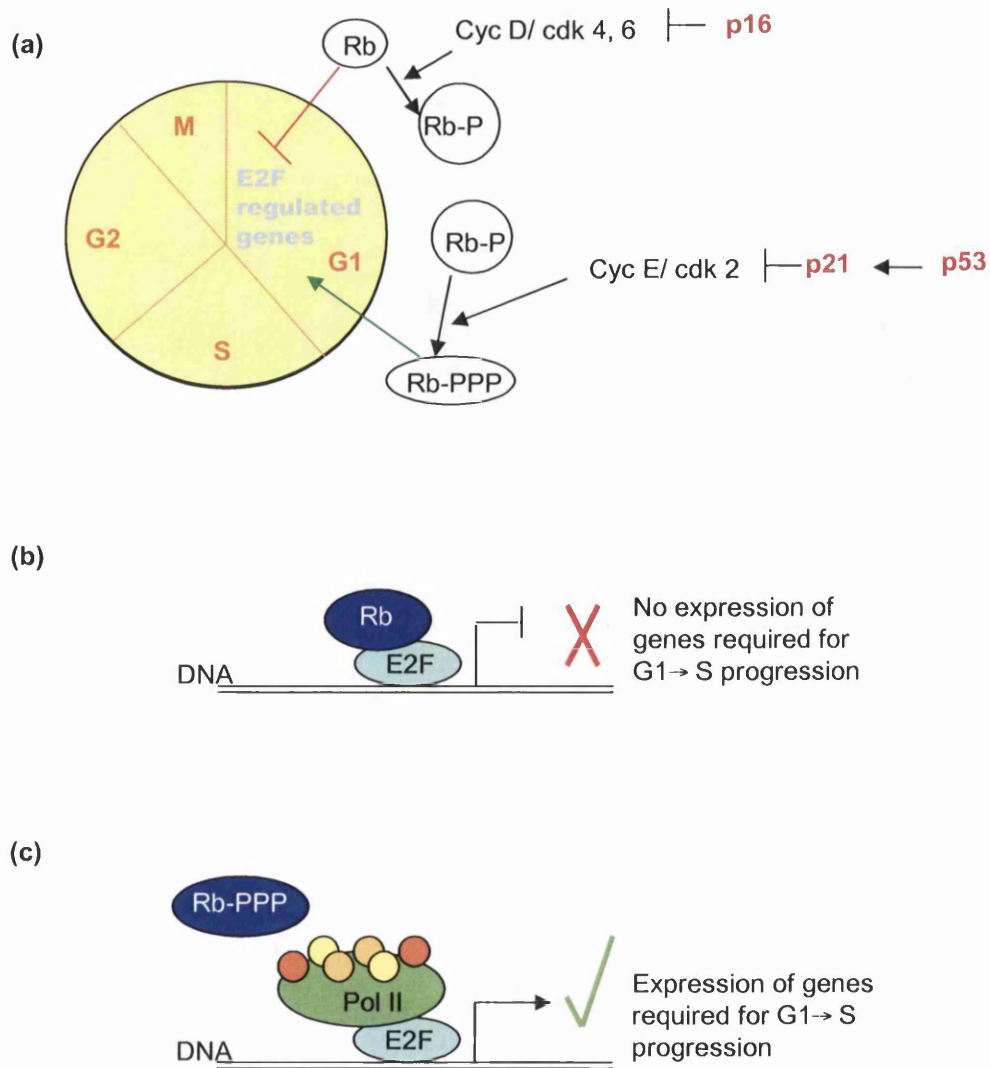 (a)
Rb
Cyc D/ cdk 4, 6
p16
Rb-P
M
E2F
regulated
genes
G2
G1
S
Rb-P
Cyc E/ cdk 2
p21
p53
Rb-PPP
(b)
Rb
E2F
DNA
No expression of
genes required for
G1→ S progression
(c)
Rb-PPP
Pol II
E2F
DNA
Expression of genes
required for G1→ S
progression